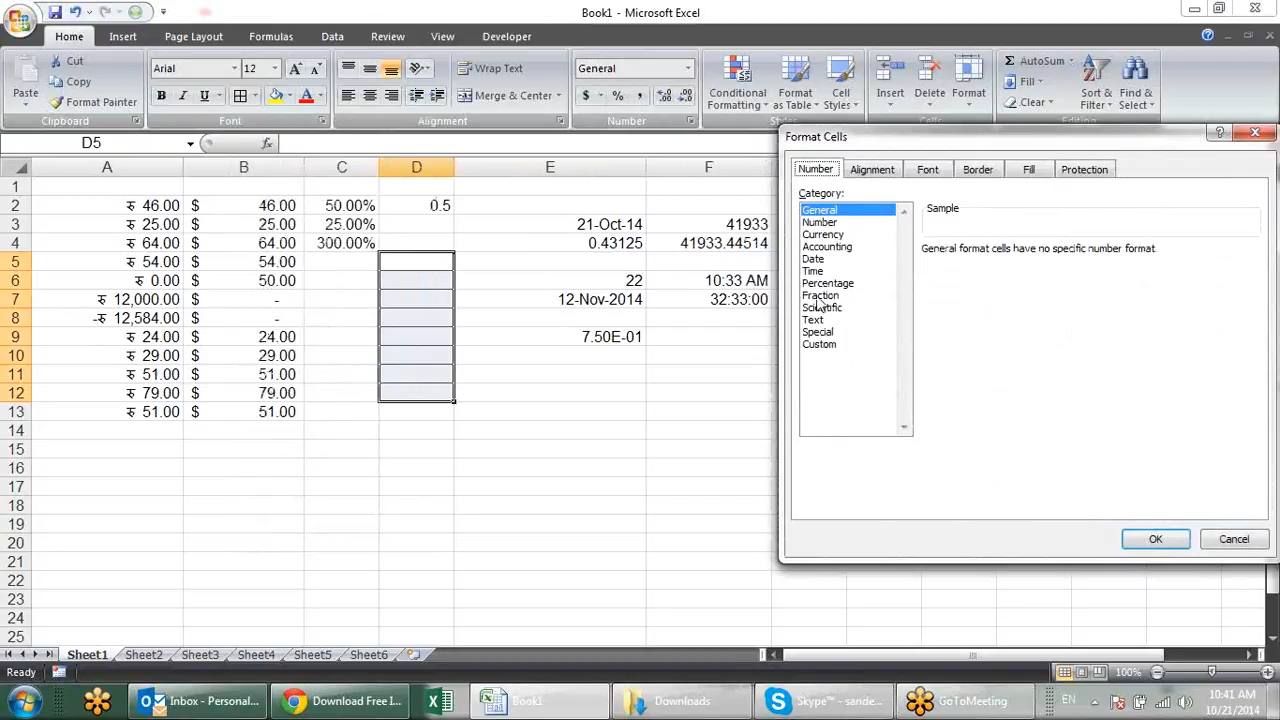 Book1 - Microsoft Excel
Home Insert Page Layout Formulas Data Review View Developer
Paste
Cut
Copy
Format Painter
Clipboard
Arial 12
B I U
Font
Wrap Text
Merge & Center
Alignment
General
$ % ,
Number
Conditional Formatting
Format as Table
Cell Styles
Styles
Insert
Delete
Format
Cells
Σ AutoSum
Fill
Clear
Sort & Filter
Find & Select
Editing
D5
fx
A B C D E F
1
2 रु 46.00 $ 46.00 50.00% 0.5
3 रु 25.00 $ 25.00 25.00% 21-Oct-14 41933
4 रु 64.00 $ 64.00 300.00% 0.43125 41933.44514
5 रु 54.00 $ 54.00
6 रु 0.00 $ 50.00 22 10:33 AM
7 रु 12,000.00 $ - 12-Nov-2014 32:33:00
8 -रु 12,584.00 $ -
9 रु 24.00 $ 24.00 7.50E-01
10 रु 29.00 $ 29.00
11 रु 51.00 $ 51.00
12 रु 79.00 $ 79.00
13 रु 51.00 $ 51.00
14
15
16
17
18
19
20
21
22
23
24
25
Format Cells
Number Alignment Font Border Fill Protection
Category:
General
Number
Currency
Accounting
Date
Time
Percentage
Fraction
Scientific
Text
Special
Custom
Sample
General format cells have no specific number format.
OK Cancel
Sheet1 Sheet2 Sheet3 Sheet4 Sheet5 Sheet6
Ready
100%
Inbox - Personal...
Download Free I...
Book1
Downloads
Skype™ - sande...
GoToMeeting
EN
10:41 AM
10/21/2014